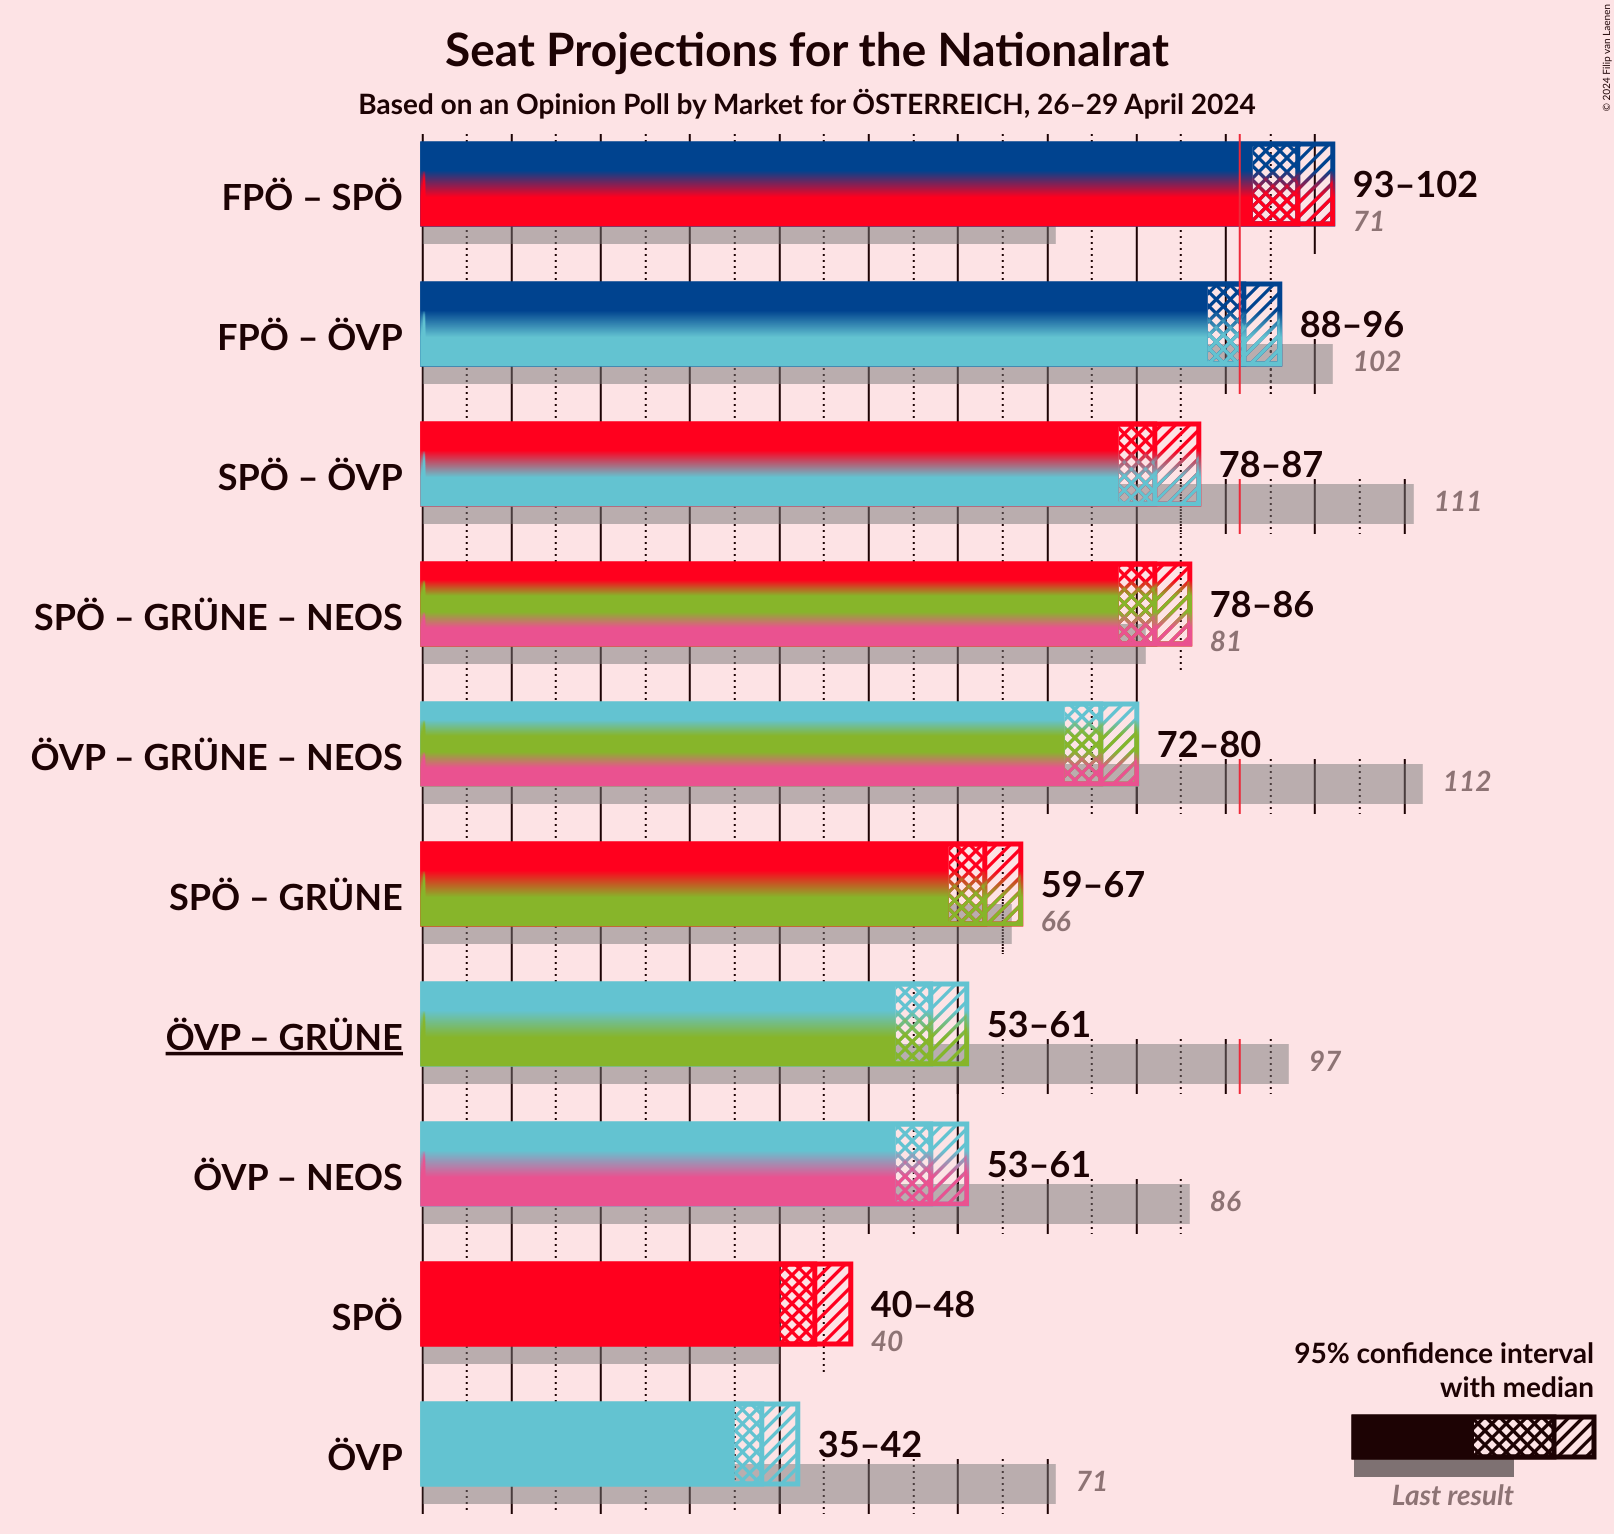 Seat Projections for the Nationalrat
Based on an Opinion Poll by Market for ÖSTERREICH, 26–29 April 2024
© 2024 Filip van Laenen
FPÖ – SPÖ
93–102
71
FPÖ – ÖVP
88–96
102
SPÖ – ÖVP
78–87
111
SPÖ – GRÜNE – NEOS
78–86
81
ÖVP – GRÜNE – NEOS
72–80
112
SPÖ – GRÜNE
59–67
66
ÖVP – GRÜNE
53–61
97
ÖVP – NEOS
53–61
86
SPÖ
40–48
40
ÖVP
35–42
71
95% confidence interval
with median
Last result